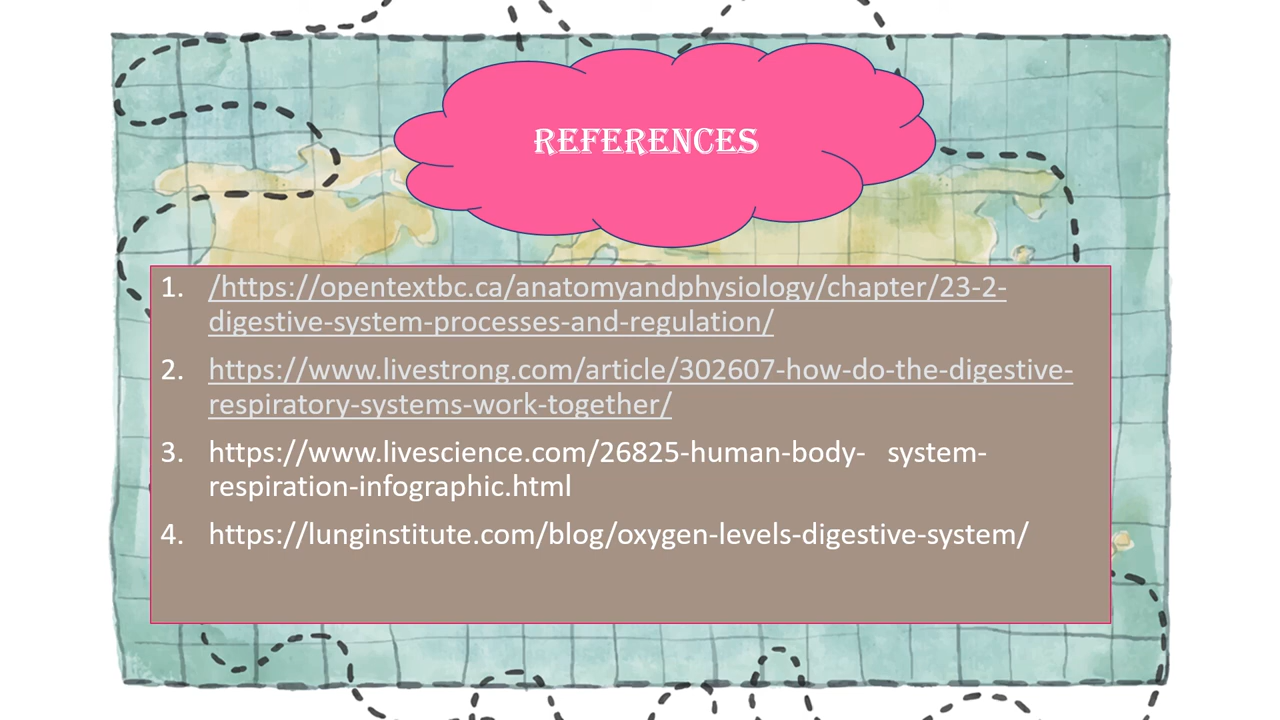 REFERENCES
1. /https://opentextbc.ca/anatomyandphysiology/chapter/23-2-
digestive-system-processes-and-regulation/
2. https://www.livestrong.com/article/302607-how-do-the-digestive-
respiratory-systems-work-together/
3. https://www.livescience.com/26825-human-body- system-
respiration-infographic.html
4. https://lunginstitute.com/blog/oxygen-levels-digestive-system/